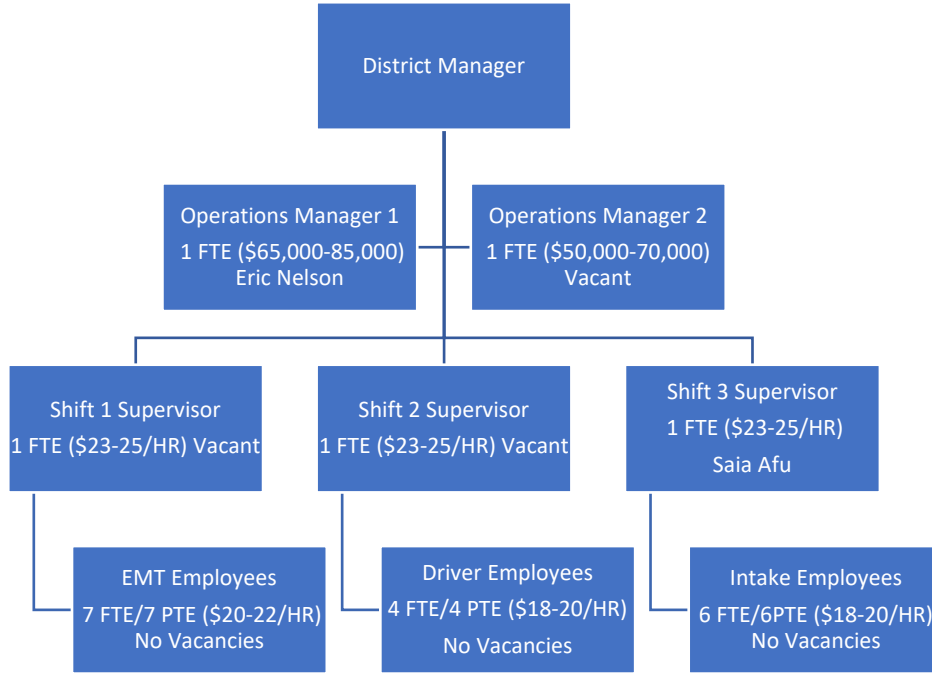 District Manager
Operations Manager 1
1 FTE ($65,000-85,000)
Eric Nelson
Operations Manager 2
1 FTE ($50,000-70,000)
Vacant
Shift 1 Supervisor
1 FTE ($23-25/HR) Vacant
Shift 2 Supervisor
1 FTE ($23-25/HR) Vacant
Shift 3 Supervisor
1 FTE ($23-25/HR)
Saia Afu
EMT Employees
7 FTE/7 PTE ($20-22/HR)
No Vacancies
Driver Employees
4 FTE/4 PTE ($18-20/HR)
No Vacancies
Intake Employees
6 FTE/6PTE ($18-20/HR)
No Vacancies